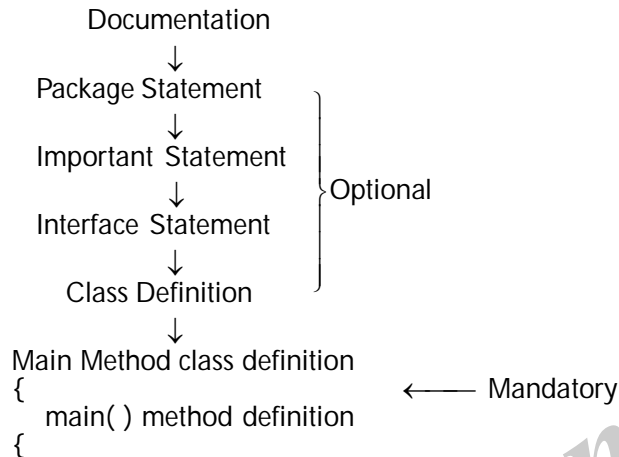 Documentation
↓
Package Statement
↓
Important Statement
↓
Interface Statement
Optional
↓
Class Definition
↓
Main Method class definition
{
← Mandatory
main( ) method definition
{